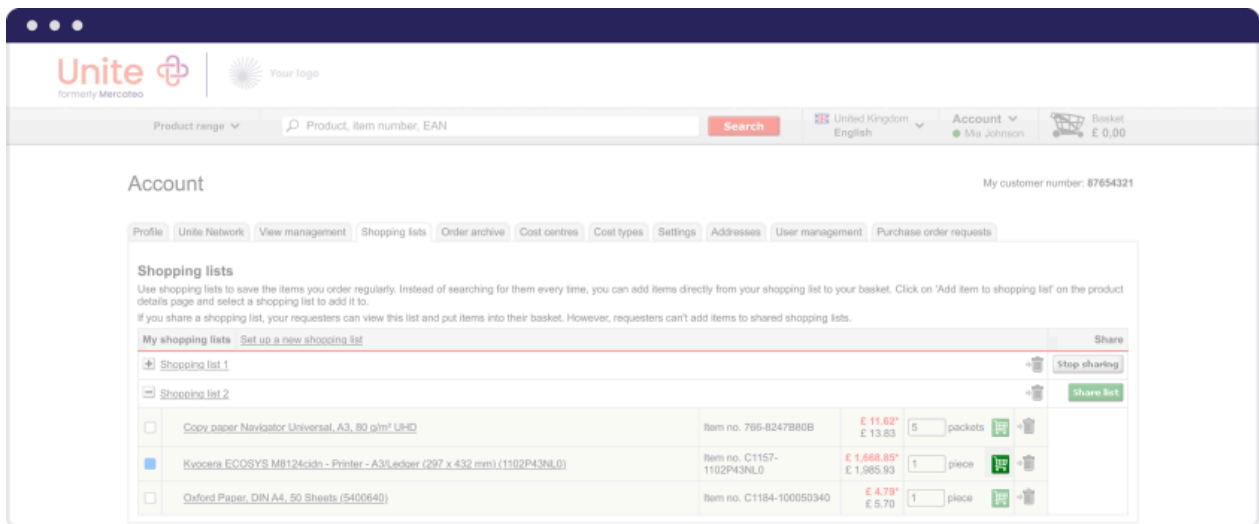 Unite
formerly Mercateo
Your logo
Product range
Product, item number, EAN
Search
United Kingdom
English
Account
Mia Johnson
Basket
£ 0,00
Account
My customer number: 87654321
Profile Unite Network View management Shopping lists Order archive Cost centres Cost types Settings Addresses User management Purchase order requests
Shopping lists
Use shopping lists to save the items you order regularly. Instead of searching for them every time, you can add items directly from your shopping list to your basket. Click on 'Add item to shopping list' on the product
details page and select a shopping list to add it to.
If you share a shopping list, your requesters can view this list and put items into their basket. However, requesters can't add items to shared shopping lists.
My shopping lists Set up a new shopping list Share
Shopping list 1 Stop sharing
Shopping list 2 Share list
Copy paper Navigator Universal, A3, 80 g/m² UHD Item no. 766-8247B80B £ 11.62* £ 13.83 5 packets
Kyocera ECOSYS M8124cidn - Printer - A3/Ledger (297 x 432 mm) (1102P43NL0) Item no. C1157-
1102P43NL0 £ 1,668.85* £ 1,985.93 1 piece
Oxford Paper, DIN A4, 50 Sheets (5400640) Item no. C1184-100050340 £ 4.79* £ 5.70 1 piece